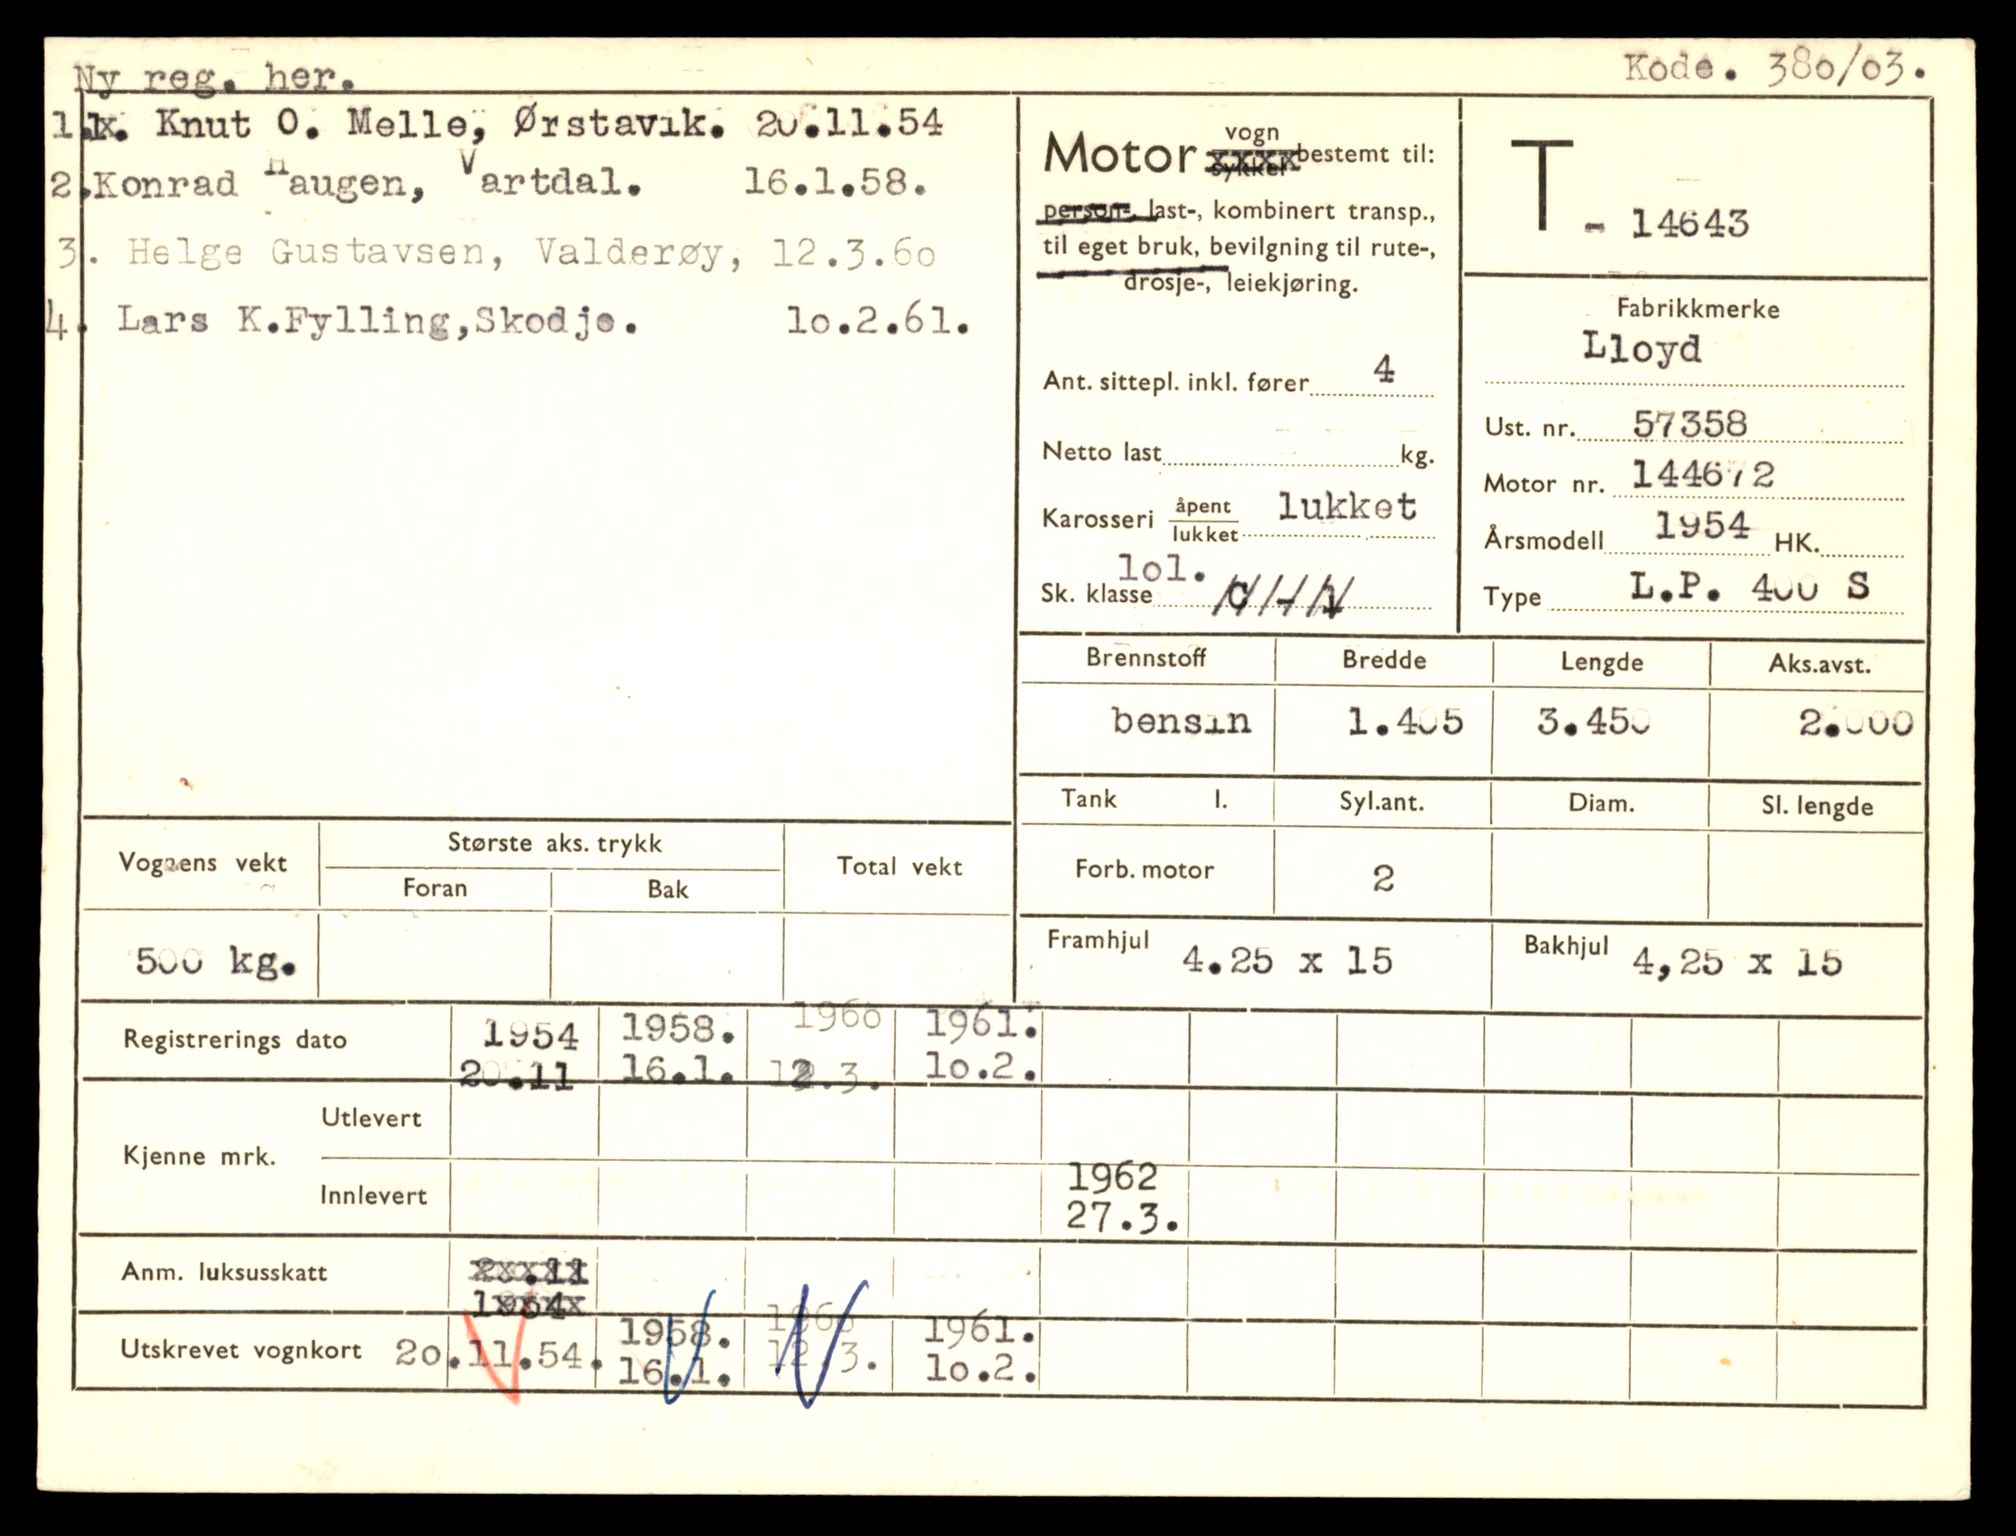 Ny reg. her.
Kode. 380/03.
1. Knut O. Melle, Ørstavik. 20.11.54
2. Konrad Haugen, Vartdal. 16.1.58.
3. Helge Gustavsen, Valderøy, 12.3.60
4. Lars K.Fylling,Skodje. 10.2.61.
Motor vogn sykkel bestemt til:
person-, last-, kombinert transp.,
til eget bruk, bevilgning til rute-,
drosje-, leiekjøring.
Ant. sittepl. inkl. fører 4
Netto last kg.
Karosseri åpent lukket lukket
Sk. klasse lol.
T - 14643
Fabrikkmerke
Lloyd
Ust. nr. 57358
Motor nr. 144672
Årsmodell 1954 HK.
Type L.P. 400 S
Brennstoff Bredde Lengde Aks.avst.
bensin 1.405 3.450 2.000
Tank l. Syl.ant. Diam. Sl. lengde
Forb. motor 2
Framhjul 4.25 x 15 Bakhjul 4,25 x 15
Vognens vekt Største aks. trykk Total vekt
Foran Bak
500 kg.
Registrerings dato 1954 1958. 1960 1961.
20.11 16.1. 12.3. 10.2.
Kjenne mrk. Utlevert
Innlevert 1962
27.3.
Anm. luksusskatt 20.11
1954
Utskrevet vognkort 20.11.54. 1958. 1960 1961.
16.1. 12.3. 10.2.